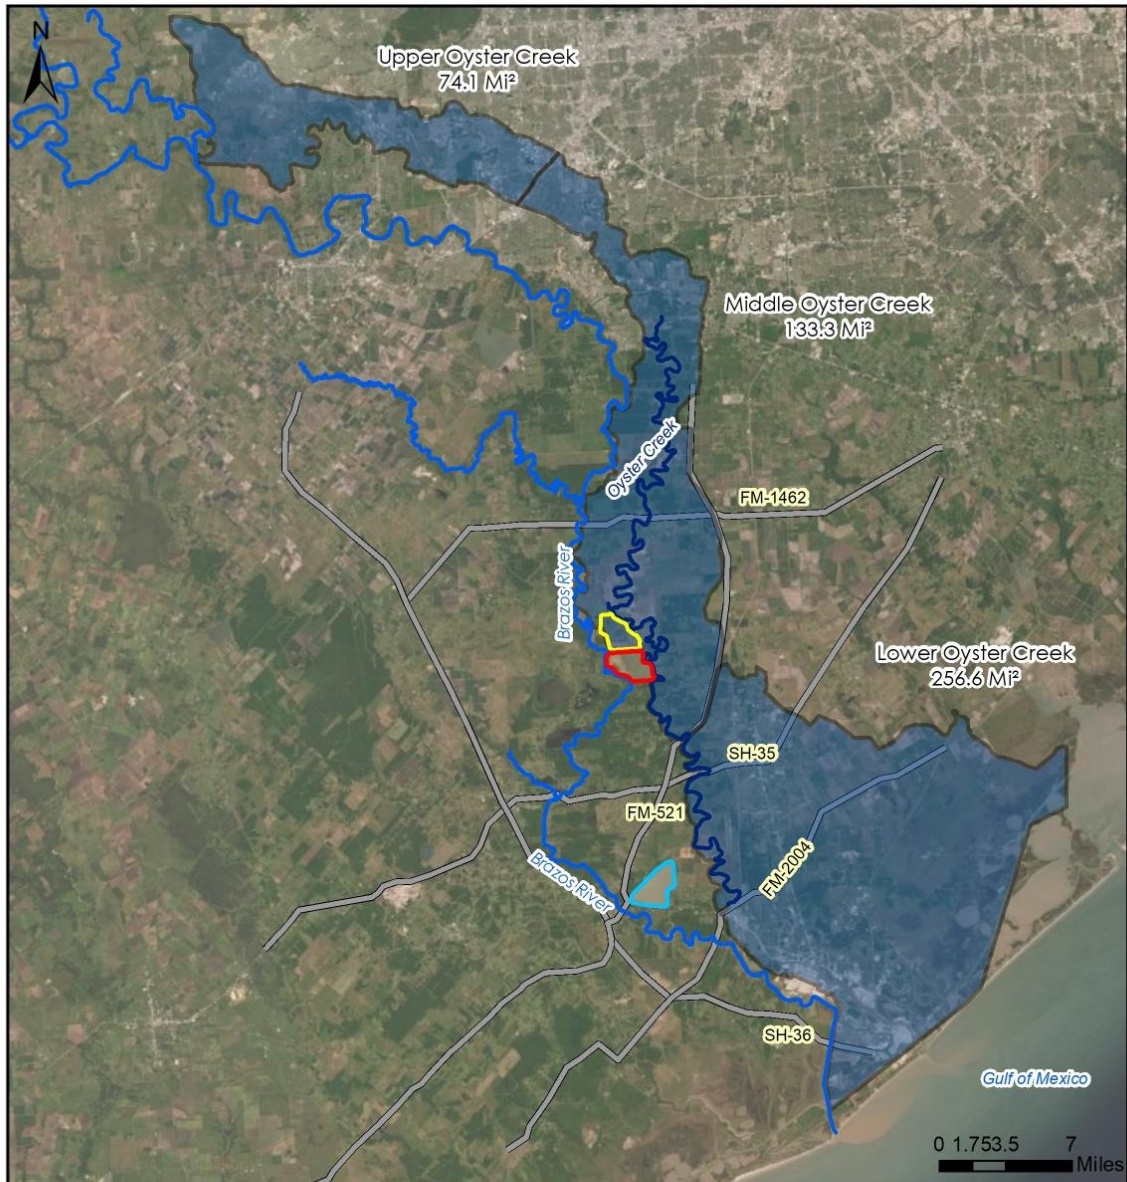 N
Upper Oyster Creek
74.1 Mi²
Middle Oyster Creek
133.3 Mi²
Oyster Creek
FM-1462
Brazos River
Lower Oyster Creek
256.6 Mi²
SH-35
FM-521
FM-2004
Brazos River
SH-36
Gulf of Mexico
0 1.753.5 7
Miles